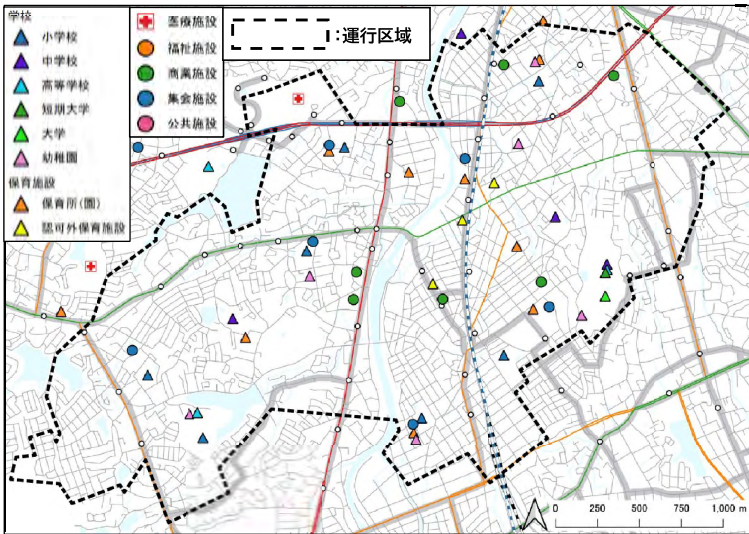 学校
小学校
中学校
高等学校
短期大学
大学
幼稚園
保育施設
保育所(園)
認可外保育施設
医療施設
福祉施設
商業施設
集会施設
公共施設
:運行区域
0 250 500 1,000 m